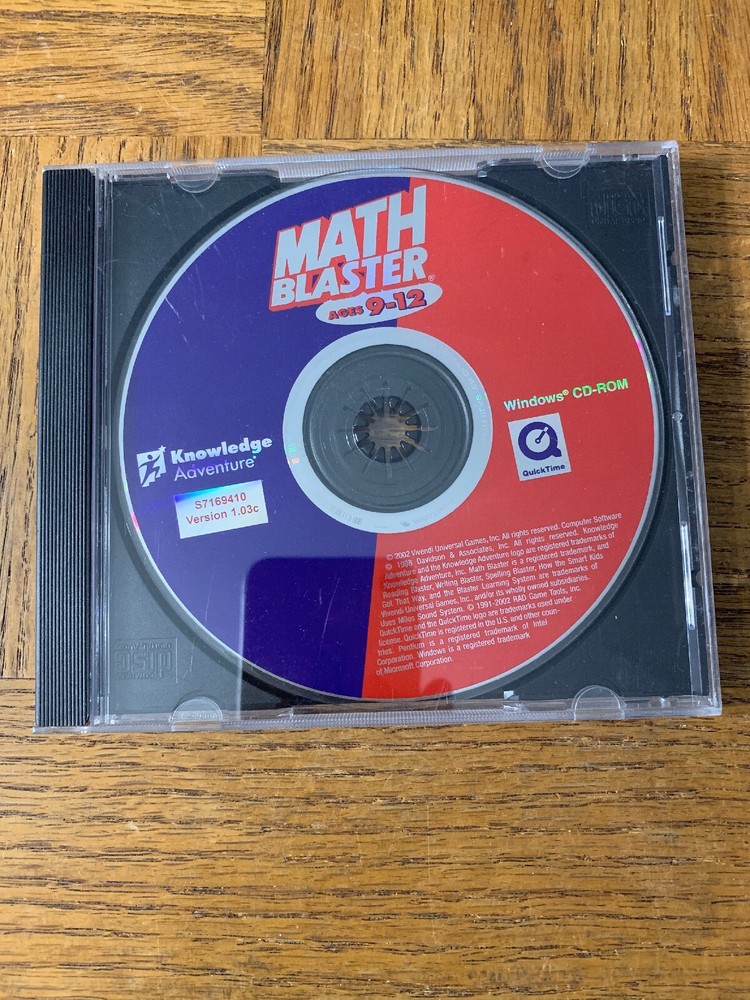 MATH
BLASTER®
AGES 9-12
Windows® CD-ROM
QuickTime
Knowledge
Adventure®
S7169410
Version 1.03c
© 2002 Vivendi Universal Games, Inc. All rights reserved. Computer Software
© 1998 Davidson & Associates, Inc. All rights reserved. Knowledge
Adventure and the Knowledge Adventure logo are registered trademarks of
Knowledge Adventure, Inc. Math Blaster is a registered trademark, and
Reading Blaster, Writing Blaster, Spelling Blaster, How the Smart Kids
Got That Way, and the Blaster Learning System are trademarks of
Vivendi Universal Games, Inc., and/or its wholly owned subsidiaries.
Uses Miles Sound System. © 1991-2002 RAD Game Tools, Inc.
QuickTime and the QuickTime logo are trademarks used under
license. QuickTime is registered in the U.S. and other coun-
tries. Pentium is a registered trademark of Intel
Corporation. Windows is a registered trademark
of Microsoft Corporation.